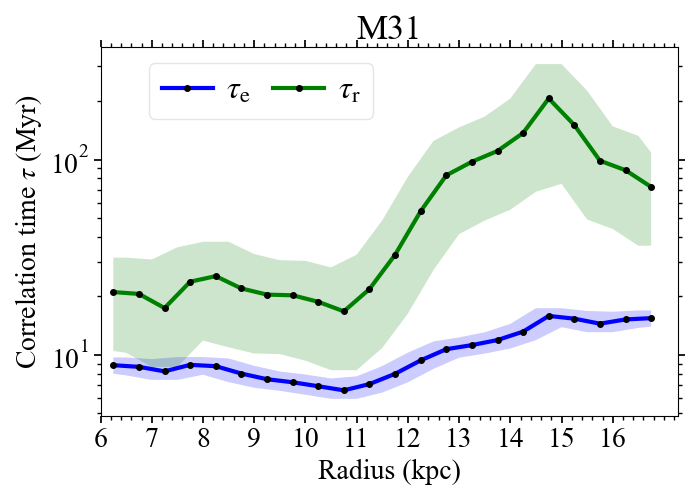 M31
τe τr
Correlation time τ (Myr)
10²
10¹
6 7 8 9 10 11 12 13 14 15 16
Radius (kpc)